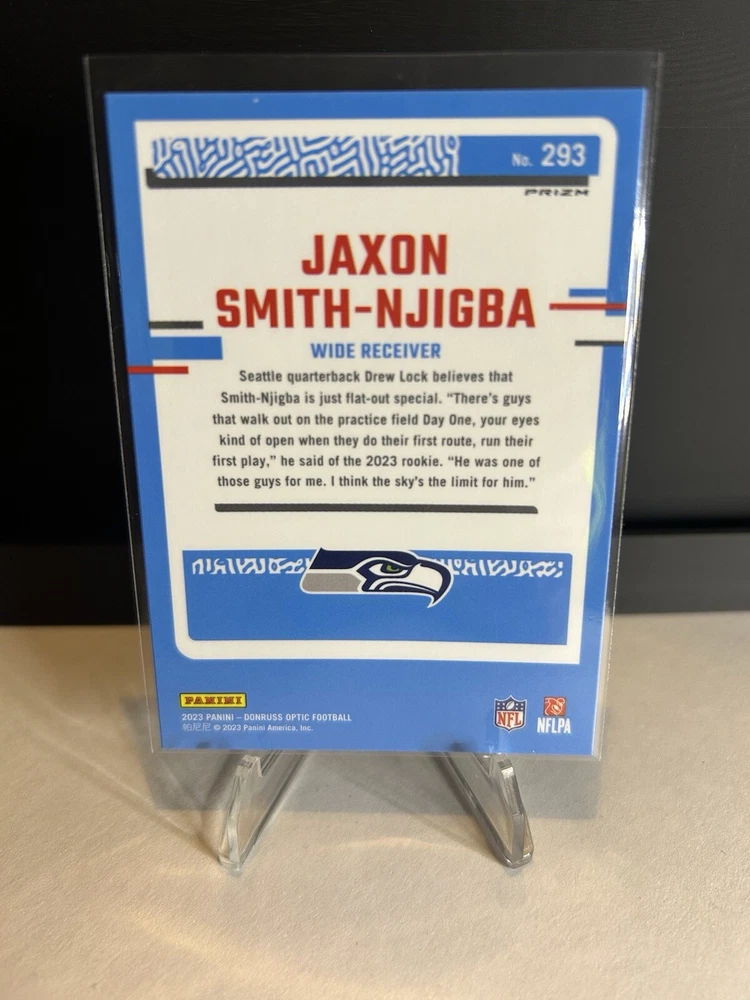 No. 293
PRIZM
JAXON
SMITH-NJIGBA
WIDE RECEIVER
Seattle quarterback Drew Lock believes that
Smith-Njigba is just flat-out special. “There’s guys
that walk out on the practice field Day One, your eyes
kind of open when they do their first route, run their
first play,” he said of the 2023 rookie. “He was one of
those guys for me. I think the sky’s the limit for him.”
PANINI
2023 PANINI – DONRUSS OPTIC FOOTBALL
帕尼尼 © 2023 Panini America, Inc.
NFL
NFLPA